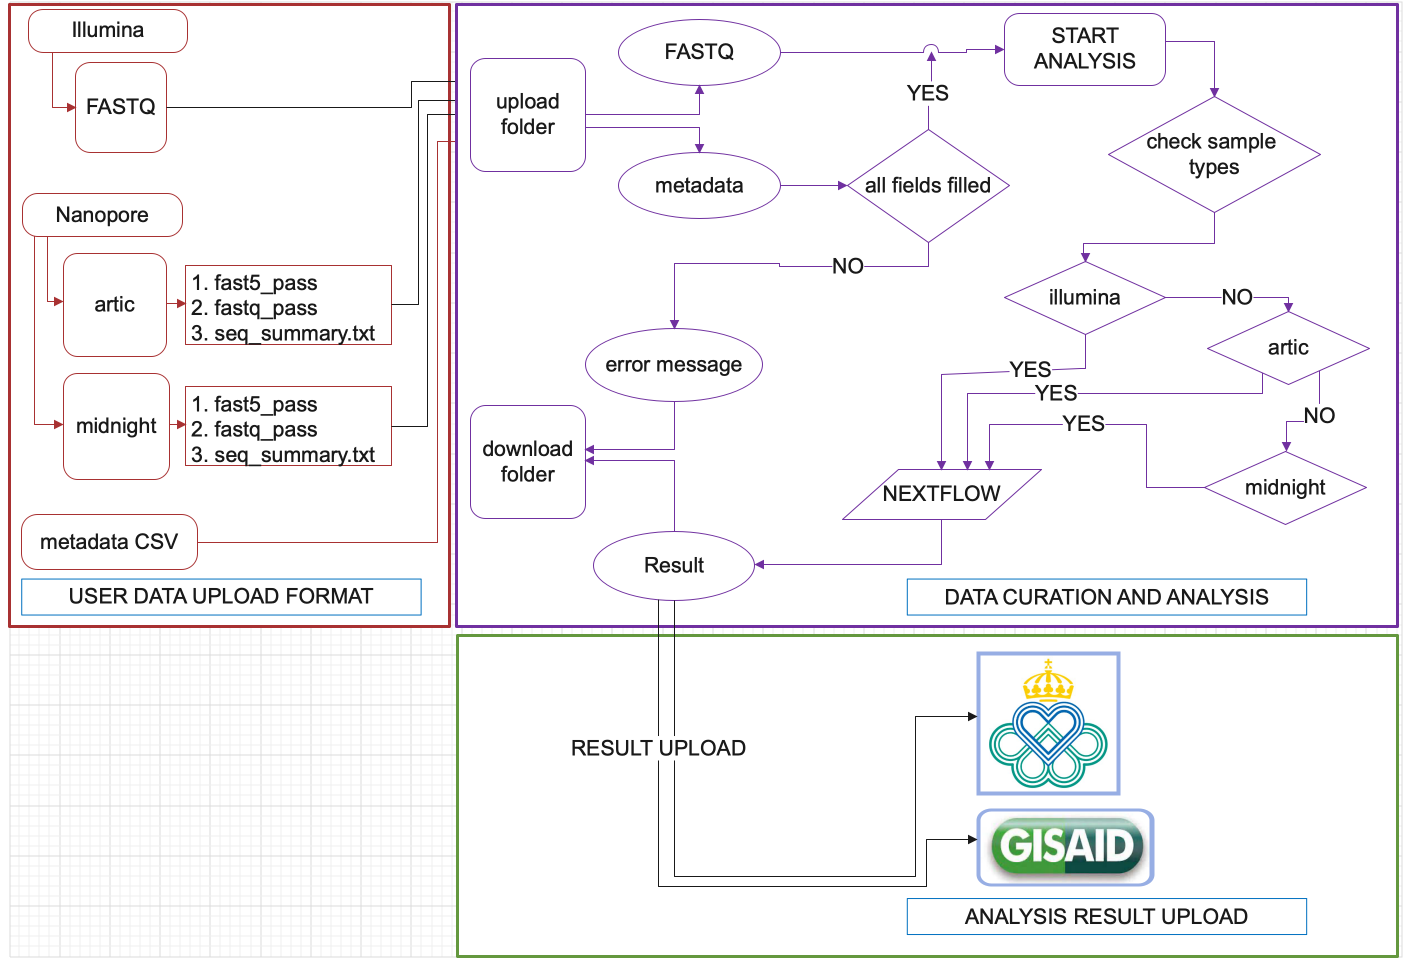 Illumina
FASTQ
Nanopore
artic
1. fast5_pass
2. fastq_pass
3. seq_summary.txt
midnight
1. fast5_pass
2. fastq_pass
3. seq_summary.txt
metadata CSV
USER DATA UPLOAD FORMAT
upload
folder
FASTQ
metadata
YES
all fields filled
NO
error message
download
folder
Result
START
ANALYSIS
check sample
types
illumina
NO
artic
YES
YES
NO
YES
midnight
NEXTFLOW
DATA CURATION AND ANALYSIS
RESULT UPLOAD
GISAID
ANALYSIS RESULT UPLOAD